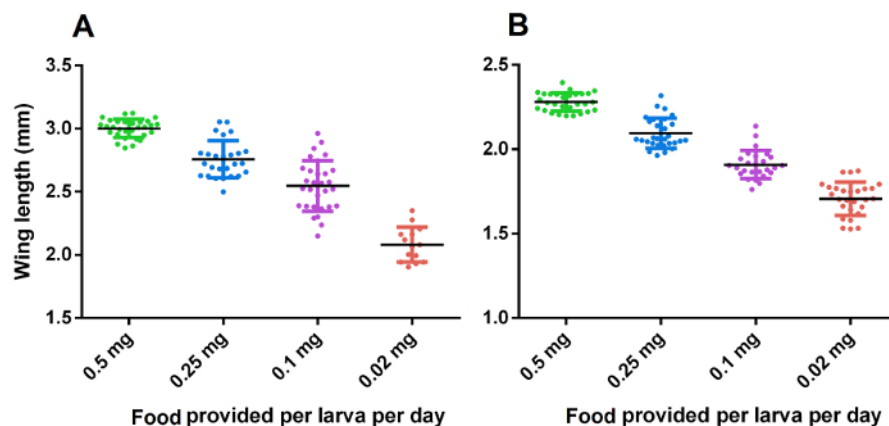 A
Wing length (mm)
3.5
3.0
2.5
2.0
1.5
0.5 mg
0.25 mg
0.1 mg
0.02 mg
Food provided per larva per day
B
2.5
2.0
1.5
1.0
0.5 mg
0.25 mg
0.1 mg
0.02 mg
Food provided per larva per day